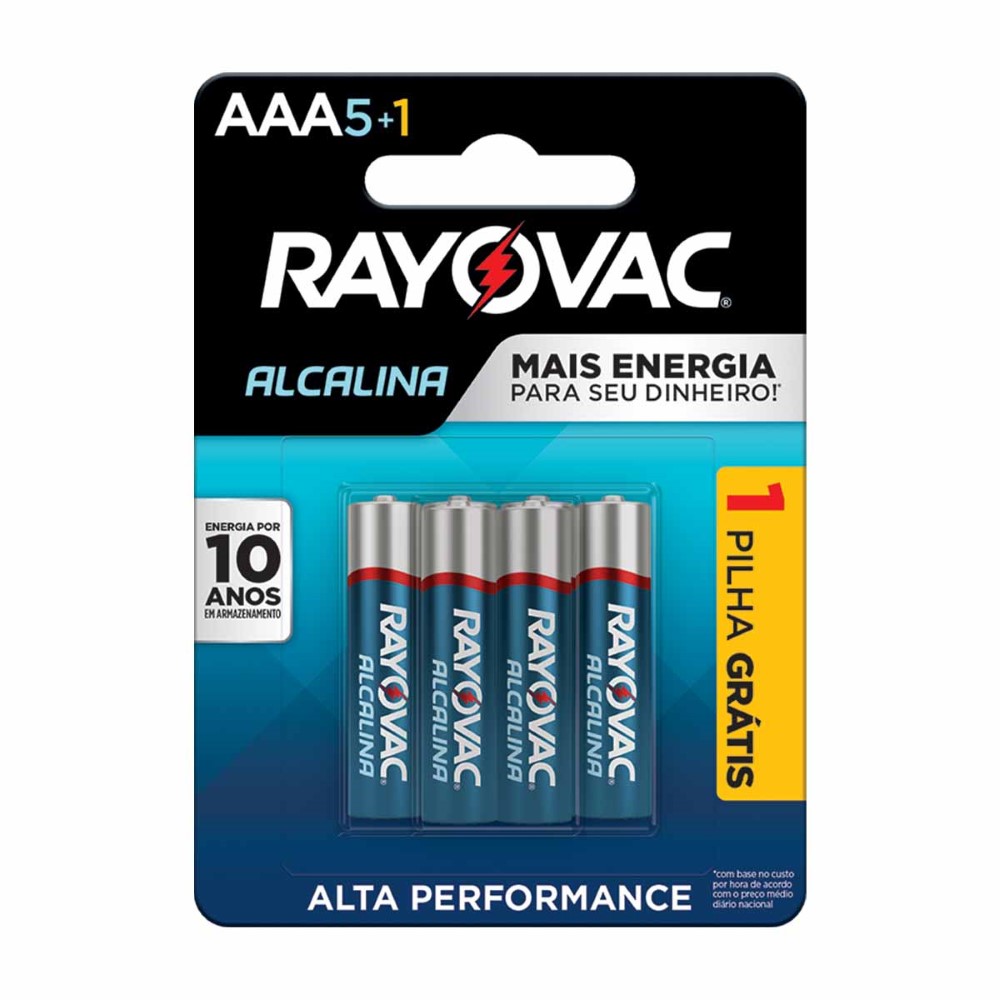 AAA5+1
RAYOVAC®
ALCALINA
MAIS ENERGIA
PARA SEU DINHEIRO!*
ENERGIA POR
10
ANOS
EM ARMAZENAMENTO
1 PILHA GRÁTIS
RAYOVAC®
ALCALINA
RAYOVAC®
ALCALINA
RAYOVAC®
ALCALINA
RAYOVAC®
ALCALINA
ALTA PERFORMANCE
*com base no custo
por hora de acordo
com o preço médio
diário nacional